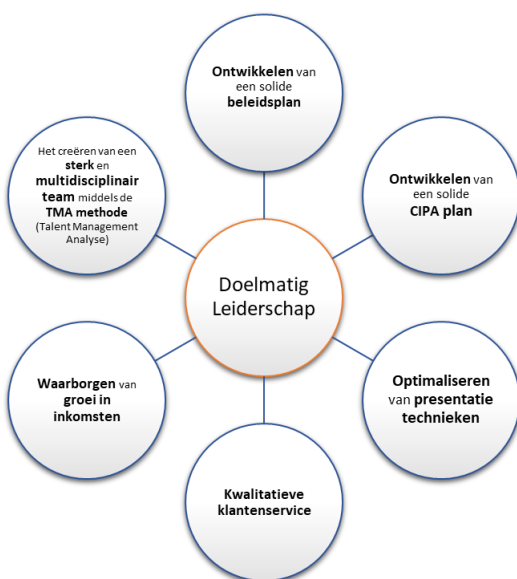 Ontwikkelen van
een solide
beleidsplan
Het creëren van een
sterk en
multidisciplinair
team middels de
TMA methode
(Talent Management
Analyse)
Ontwikkelen van
een solide
CIPA plan
Doelmatig
Leiderschap
Waarborgen van
groei in
inkomsten
Optimaliseren
van presentatie
technieken
Kwalitatieve
klantenservice